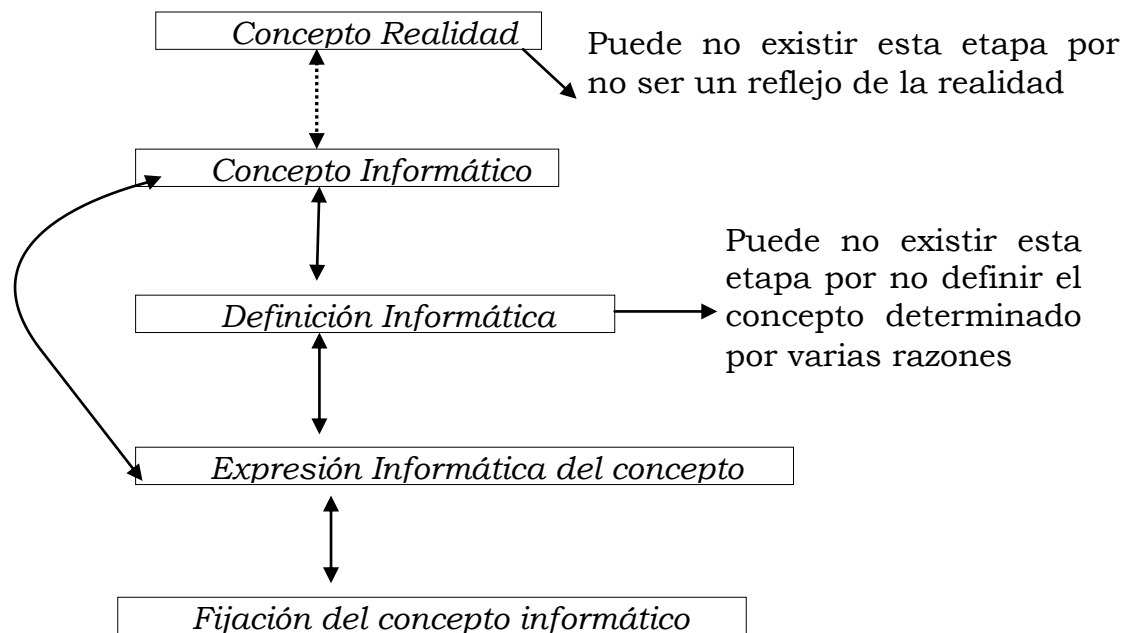 Concepto Realidad
Puede no existir esta etapa por
no ser un reflejo de la realidad
Concepto Informático
Puede no existir esta
etapa por no definir el
concepto determinado
por varias razones
Definición Informática
Expresión Informática del concepto
Fijación del concepto informático